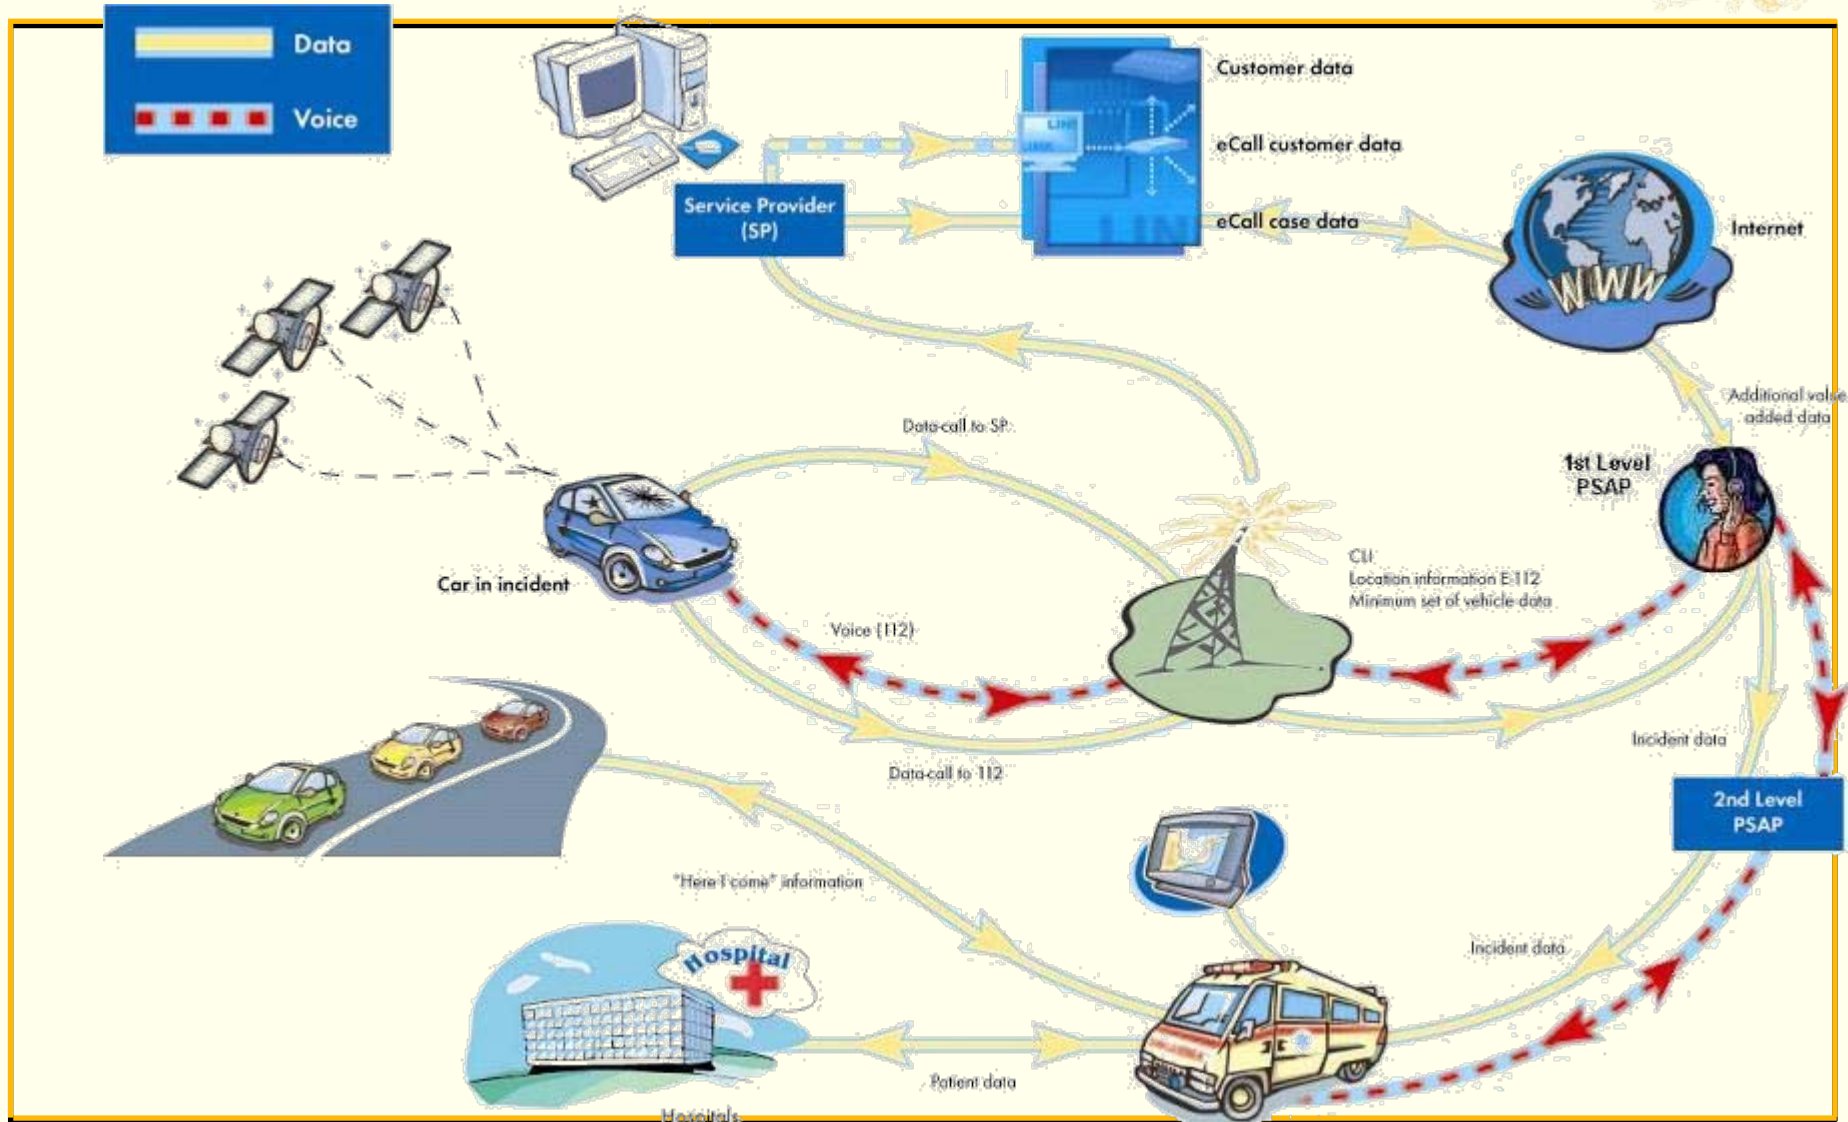 Data
Voice
Customer data
eCall customer data
eCall case data
LINK
LINK
Service Provider
(SP)
Internet
WWW
Additional value
added data
Data-call to SP
1st Level
PSAP
CLI
Location information E-112
Minimum set of vehicle data
Car in incident
Voice (112)
Data-call to 112
Incident data
2nd Level
PSAP
"Here I come" information
Incident data
Hospital
Patient data
Hospitals